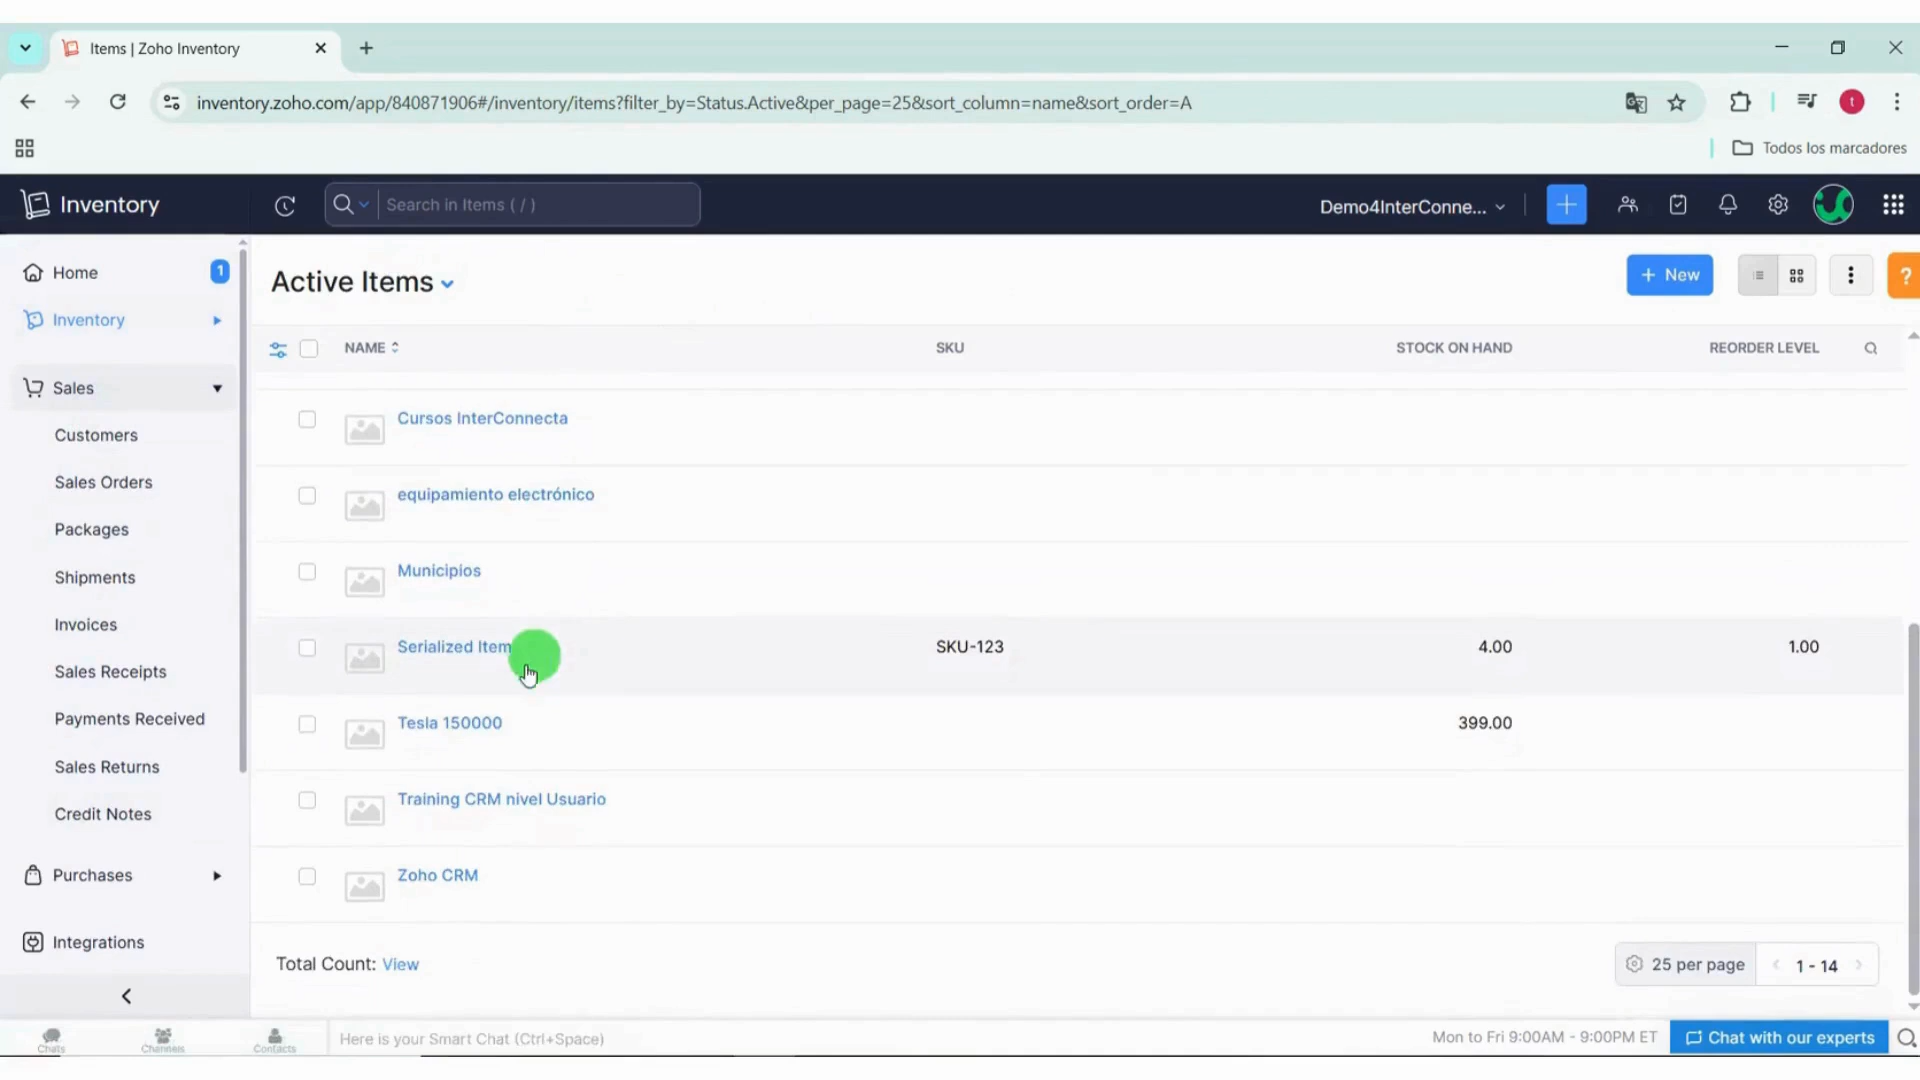 Items | Zoho Inventory
inventory.zoho.com/app/840871906#/inventory/items?filter_by=Status.Active&per_page=25&sort_column=name&sort_order=A
t
Todos los marcadores
Inventory
Search in Items ( / )
Demo4InterConne...
Home
1
Inventory
Sales
Customers
Sales Orders
Packages
Shipments
Invoices
Sales Receipts
Payments Received
Sales Returns
Credit Notes
Purchases
Integrations
Active Items
+ New
?
NAME
SKU
STOCK ON HAND
REORDER LEVEL
Cursos InterConnecta
equipamiento electrónico
Municipios
Serialized Item
SKU-123
4.00
1.00
Tesla 150000
399.00
Training CRM nivel Usuario
Zoho CRM
Total Count: View
25 per page
1 - 14
Chats
Channels
Contacts
Here is your Smart Chat (Ctrl+Space)
Mon to Fri 9:00AM - 9:00PM ET
Chat with our experts